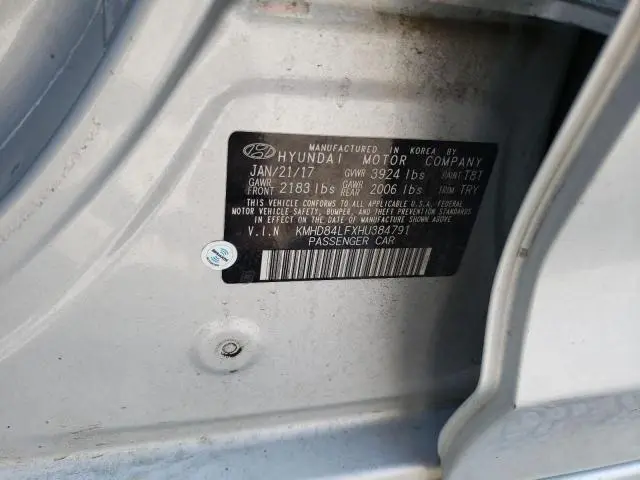 MANUFACTURED IN KOREA BY
HYUNDAI MOTOR COMPANY
JAN/21/17 GVWR 3924 lbs PAINT T8T
GAWR FRONT 2183 lbs GAWR REAR 2006 lbs TRIM TRY
THIS VEHICLE CONFORMS TO ALL APPLICABLE U.S.A. FEDERAL
MOTOR VEHICLE SAFETY, BUMPER, AND THEFT PREVENTION STANDARDS
IN EFFECT ON THE DATE OF MANUFACTURE SHOWN ABOVE.
V.I.N KMHD84LFXHU384791
PASSENGER CAR